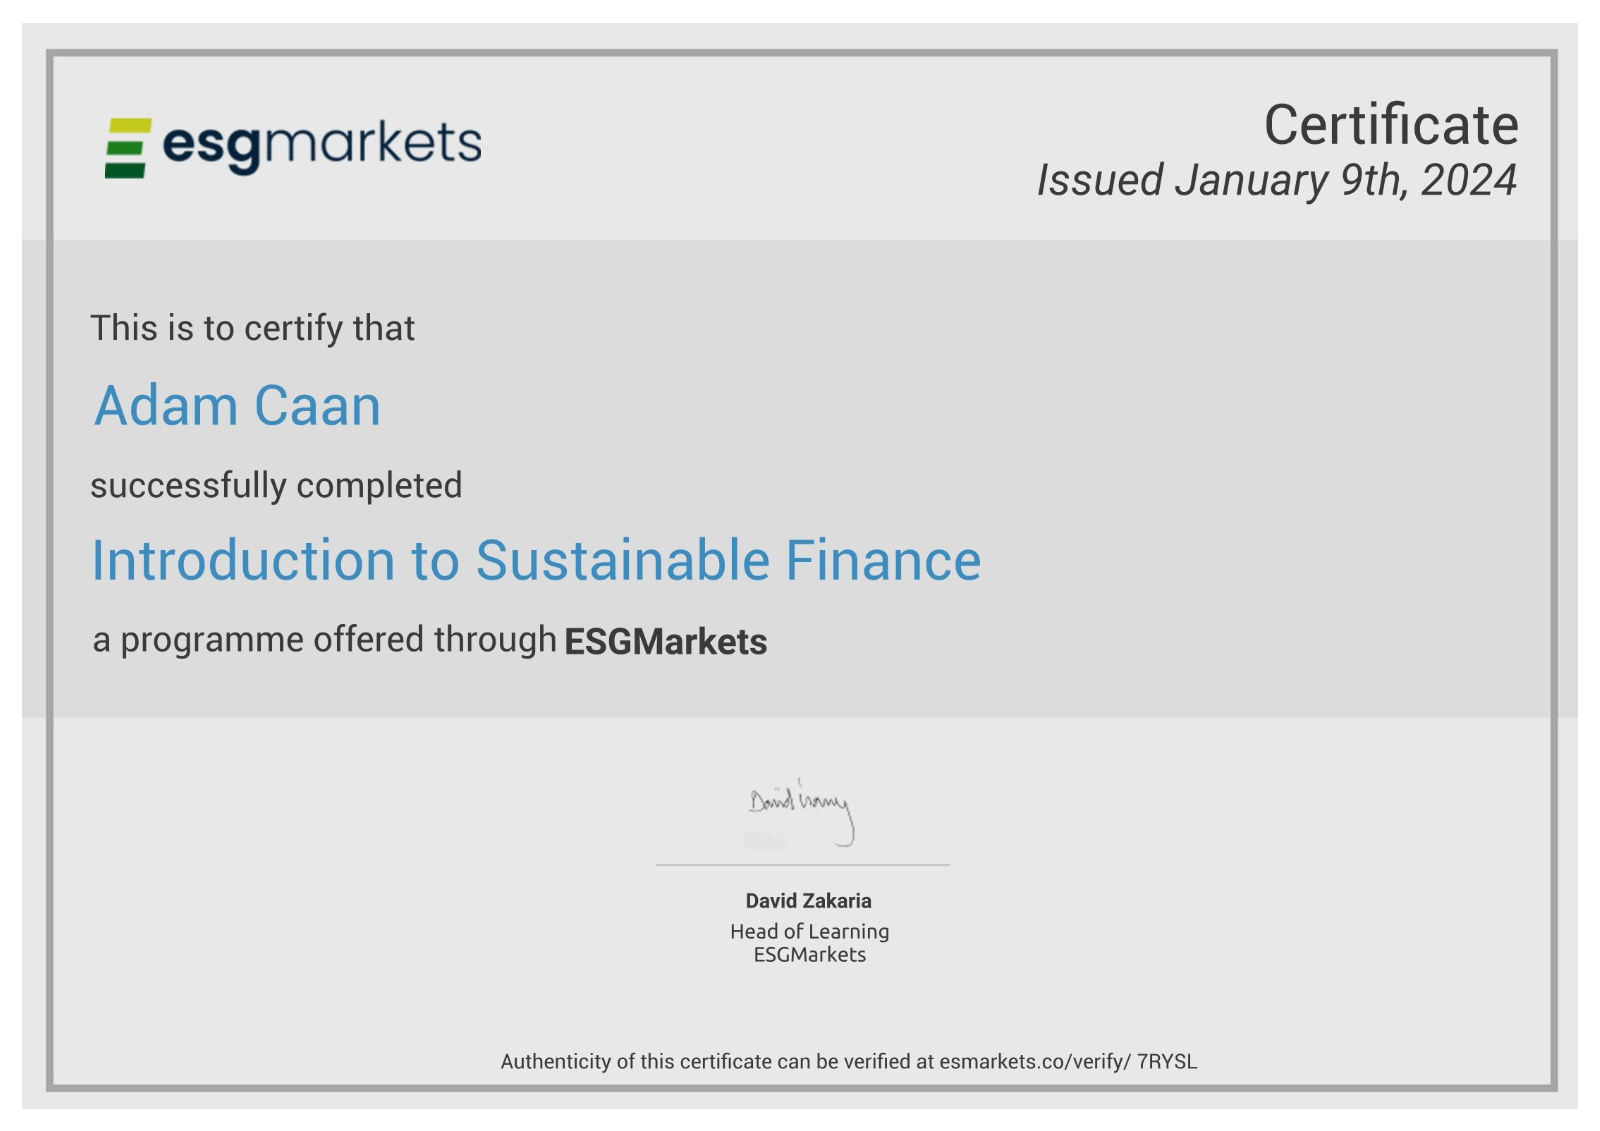 esgmarkets
Certificate
Issued January 9th, 2024
This is to certify that
Adam Caan
successfully completed
Introduction to Sustainable Finance
a programme offered through ESGMarkets
David
David Zakaria
Head of Learning
ESGMarkets
Authenticity of this certificate can be verified at esmarkets.co/verify/ 7RYSL